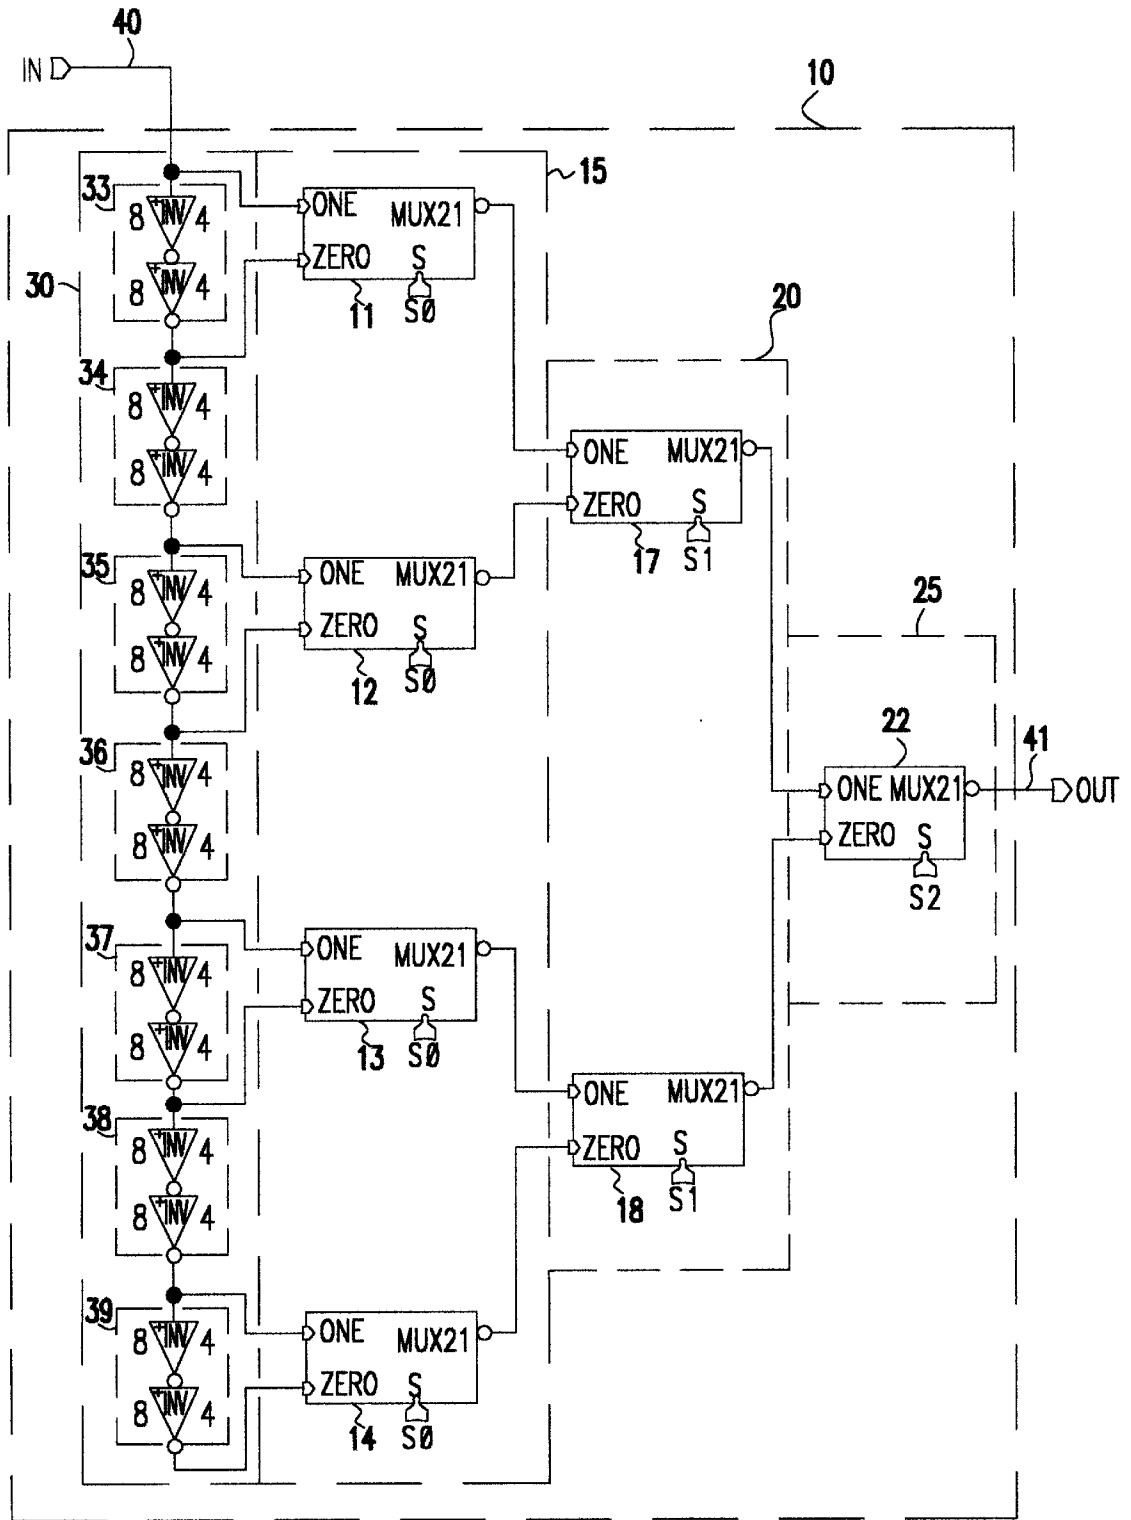 40
IN
10
15
33
8 +INV 4
8 +INV 4
30
ONE MUX21
ZERO S
11 S0
20
34
8 +INV 4
8 +INV 4
ONE MUX21
ZERO S
17 S1
35
8 +INV 4
8 +INV 4
ONE MUX21
ZERO S
12 S0
25
36
8 +INV 4
8 +INV 4
22
41
ONE MUX21
OUT
ZERO S
S2
37
8 +INV 4
8 +INV 4
ONE MUX21
ZERO S
13 S0
38
8 +INV 4
8 +INV 4
ONE MUX21
ZERO S
18 S1
39
8 +INV 4
8 +INV 4
ONE MUX21
ZERO S
14 S0